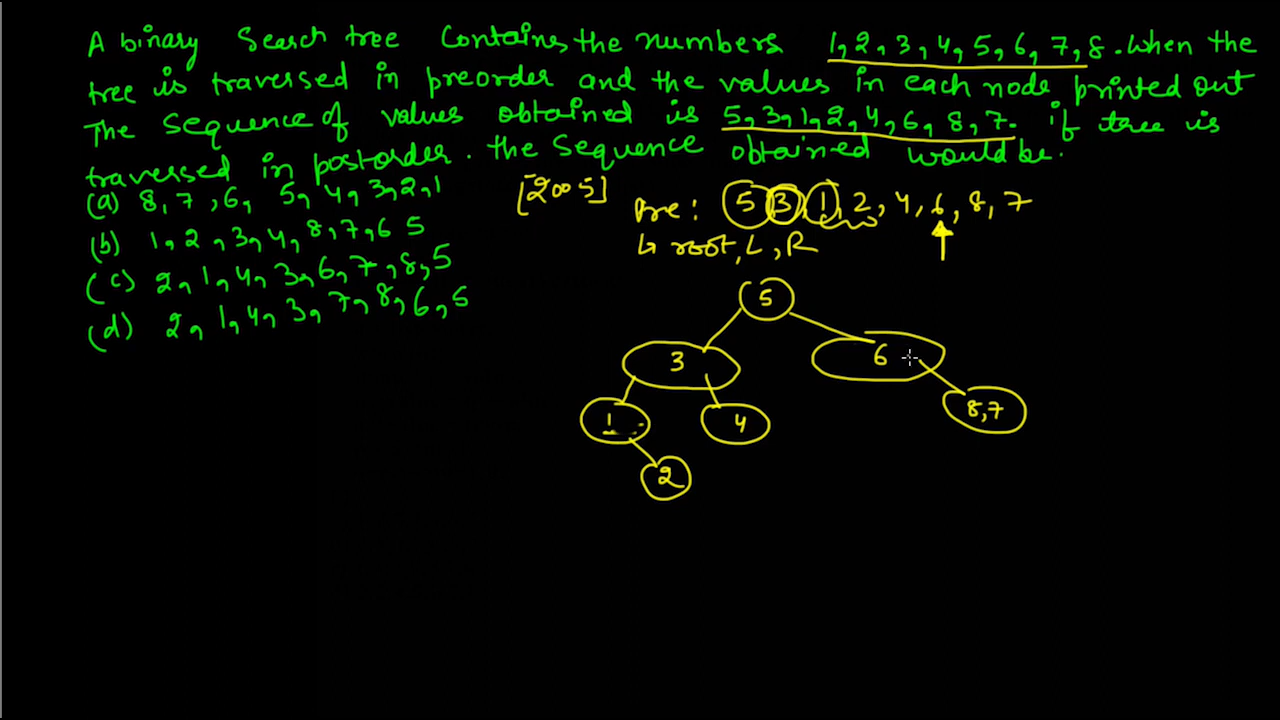 A binary Search tree Contains the numbers 1, 2, 3, 4, 5, 6, 7, 8. When the
tree is traversed in preorder and the values in each node printed out
The sequence of values obtained is 5, 3, 1, 2, 4, 6, 8, 7. if tree is
traversed in postorder. the sequence obtained would be.
(a) 8, 7, 6, 5, 4, 3, 2, 1
[2005]
Pre: 5 3, 1, 2, 4, 6, 8, 7
(b) 1, 2, 3, 4, 8, 7, 6 5
↳ root, L, R
(c) 2, 1, 4, 3, 6, 7, 8, 5
(d) 2, 1, 4, 3, 7, 8, 6, 5
5
3
6
1
4
8,7
2